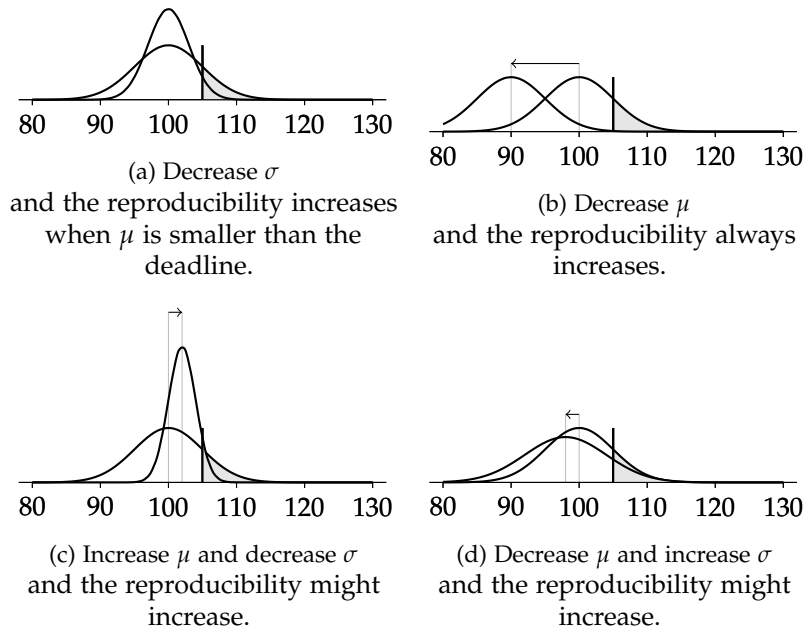 80 90 100 110 120 130
(a) Decrease σ
and the reproducibility increases
when μ is smaller than the
deadline.
80 90 100 110 120 130
(b) Decrease μ
and the reproducibility always
increases.
80 90 100 110 120 130
(c) Increase μ and decrease σ
and the reproducibility might
increase.
80 90 100 110 120 130
(d) Decrease μ and increase σ
and the reproducibility might
increase.